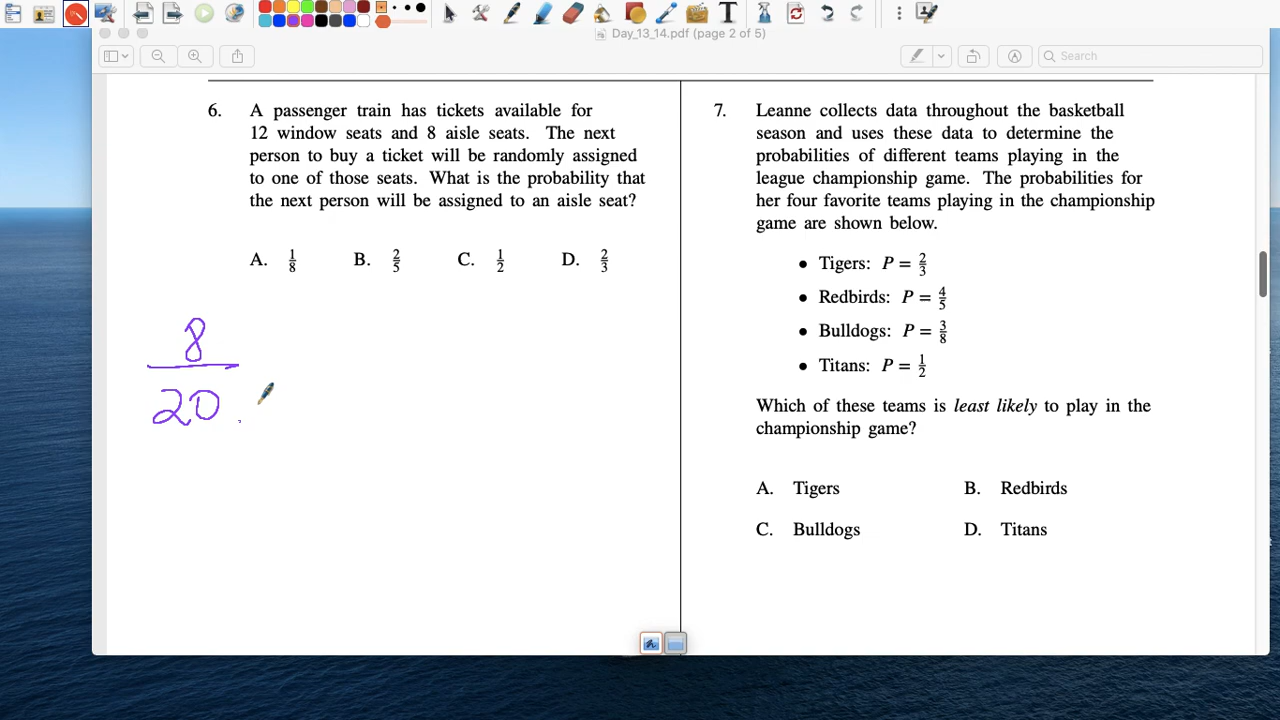 Day_13_14.pdf (page 2 of 5)
Search
6. A passenger train has tickets available for
12 window seats and 8 aisle seats. The next
person to buy a ticket will be randomly assigned
to one of those seats. What is the probability that
the next person will be assigned to an aisle seat?
A. 1/8 B. 2/5 C. 1/2 D. 2/3
8
20
7. Leanne collects data throughout the basketball
season and uses these data to determine the
probabilities of different teams playing in the
league championship game. The probabilities for
her four favorite teams playing in the championship
game are shown below.
• Tigers: P = 2/3
• Redbirds: P = 4/5
• Bulldogs: P = 3/8
• Titans: P = 1/2
Which of these teams is least likely to play in the
championship game?
A. Tigers B. Redbirds
C. Bulldogs D. Titans